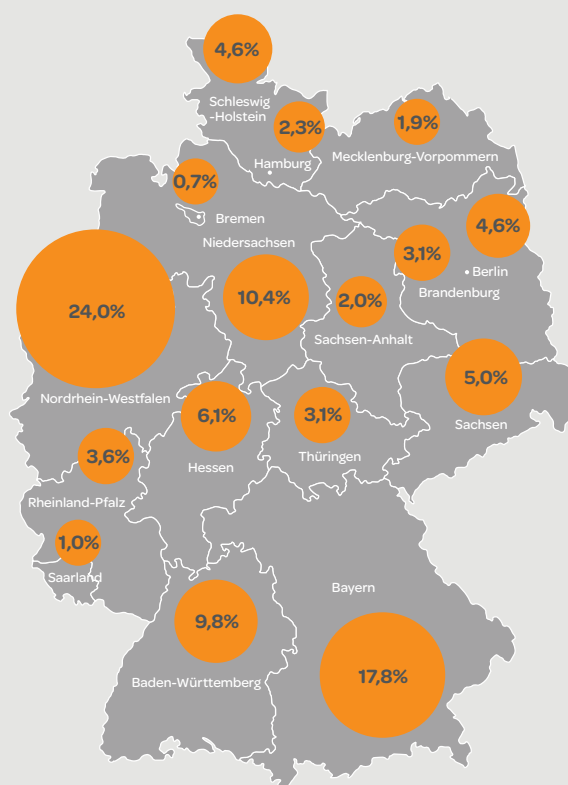 4,6%
Schleswig
-Holstein
2,3%
Hamburg
1,9%
Mecklenburg-Vorpommern
0,7%
Bremen
Niedersachsen
10,4%
4,6%
Berlin
3,1%
Brandenburg
24,0%
Nordrhein-Westfalen
2,0%
Sachsen-Anhalt
5,0%
Sachsen
6,1%
Hessen
3,1%
Thüringen
3,6%
Rheinland-Pfalz
1,0%
Saarland
9,8%
Baden-Württemberg
Bayern
17,8%